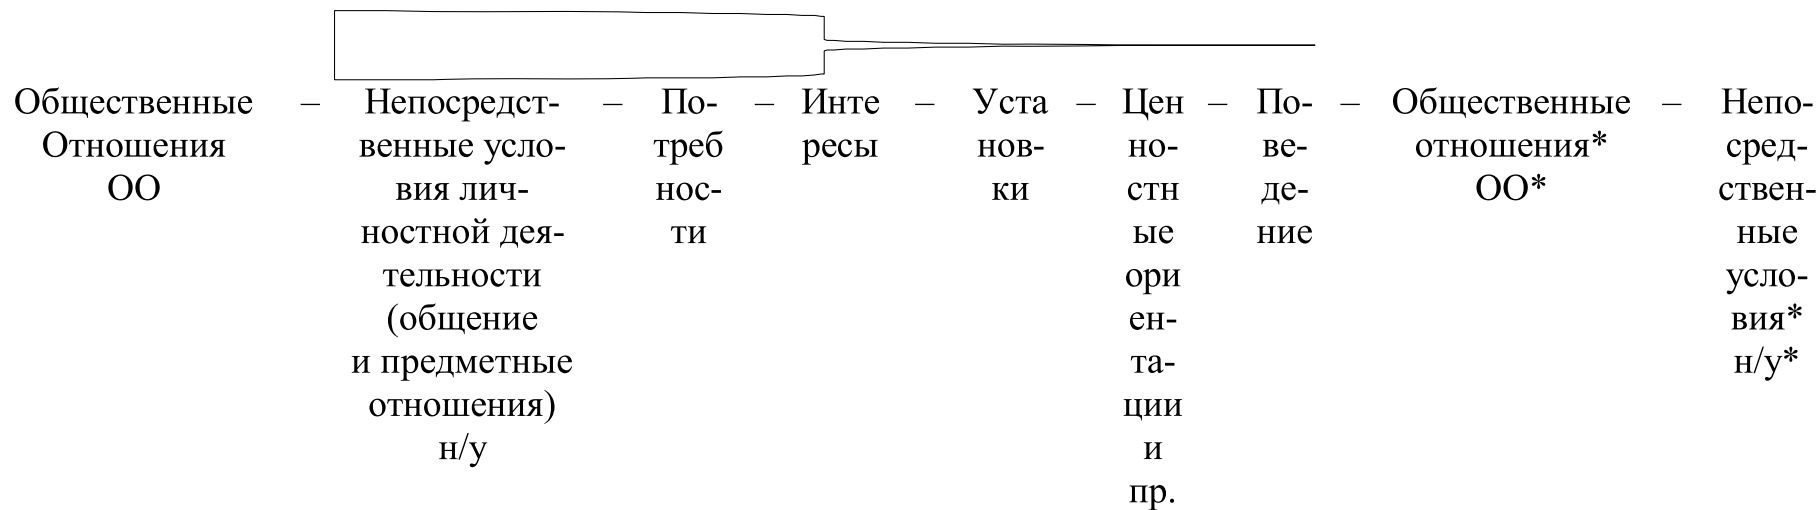 Общественные – Непосредст- – По- – Инте – Уста – Цен – По- – Общественные – Непо-
Отношения венные усло- треб ресы нов- но- ве- отношения* сред-
ОО вия лич- нос- ки стн де- ОО* ствен-
ностной дея- ти ые ние ные
тельности ори усло-
(общение ен- вия*
и предметные та- н/у*
отношения) ции
н/у и
пр.